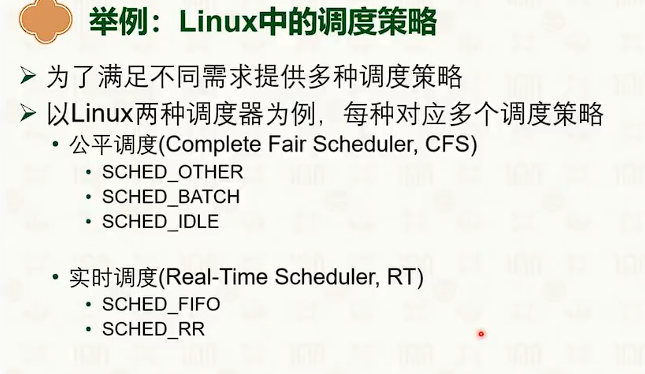 举例：Linux中的调度策略
为了满足不同需求提供多种调度策略
以Linux两种调度器为例，每种对应多个调度策略
公平调度(Complete Fair Scheduler, CFS)
SCHED_OTHER
SCHED_BATCH
SCHED_IDLE
实时调度(Real-Time Scheduler, RT)
SCHED_FIFO
SCHED_RR